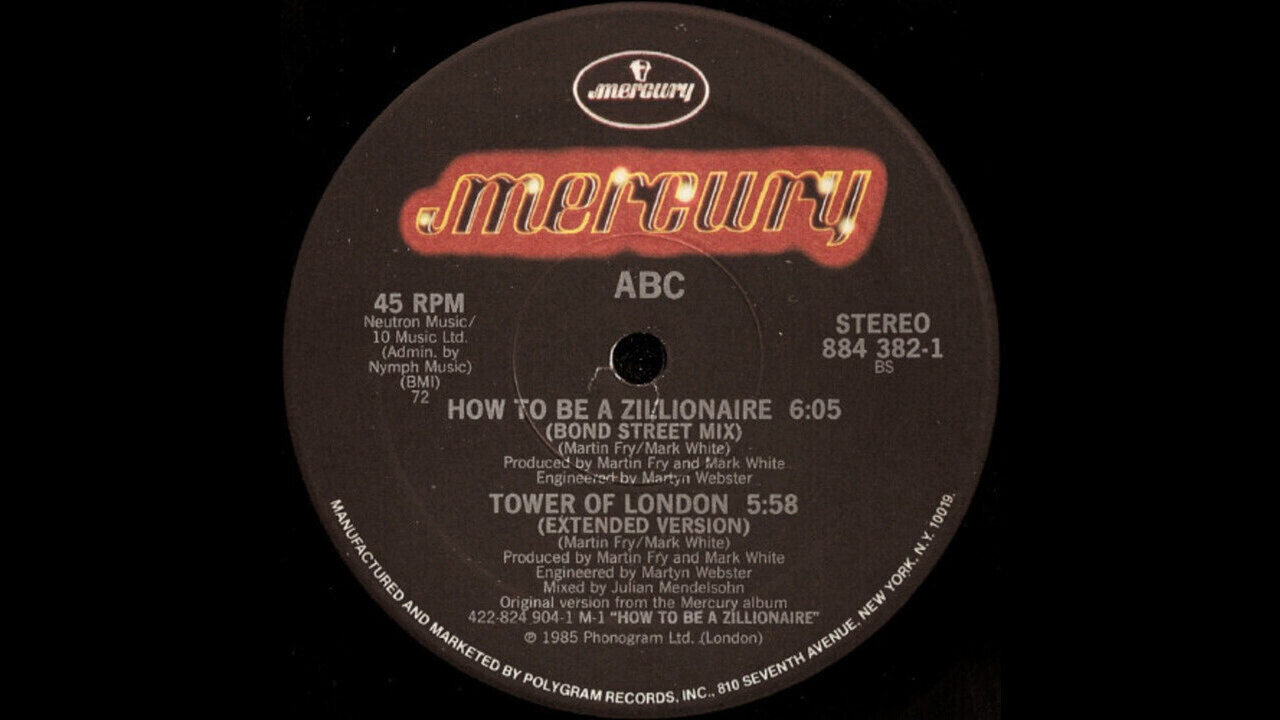 mercury
mercury
ABC
45 RPM
Neutron Music/
10 Music Ltd.
(Admin. by
Nymph Music)
(BMI)
72
STEREO
884 382-1
BS
HOW TO BE A ZILLIONAIRE 6:05
(BOND STREET MIX)
(Martin Fry/Mark White)
Produced by Martin Fry and Mark White
Engineered by Martyn Webster
TOWER OF LONDON 5:58
(EXTENDED VERSION)
(Martin Fry/Mark White)
Produced by Martin Fry and Mark White
Engineered by Martyn Webster
Mixed by Julian Mendelsohn
Original version from the Mercury album
422-824 904-1 M-1 "HOW TO BE A ZILLIONAIRE"
℗ 1985 Phonogram Ltd. (London)
MANUFACTURED AND MARKETED BY POLYGRAM RECORDS, INC., 810 SEVENTH AVENUE, NEW YORK, N.Y. 10019.